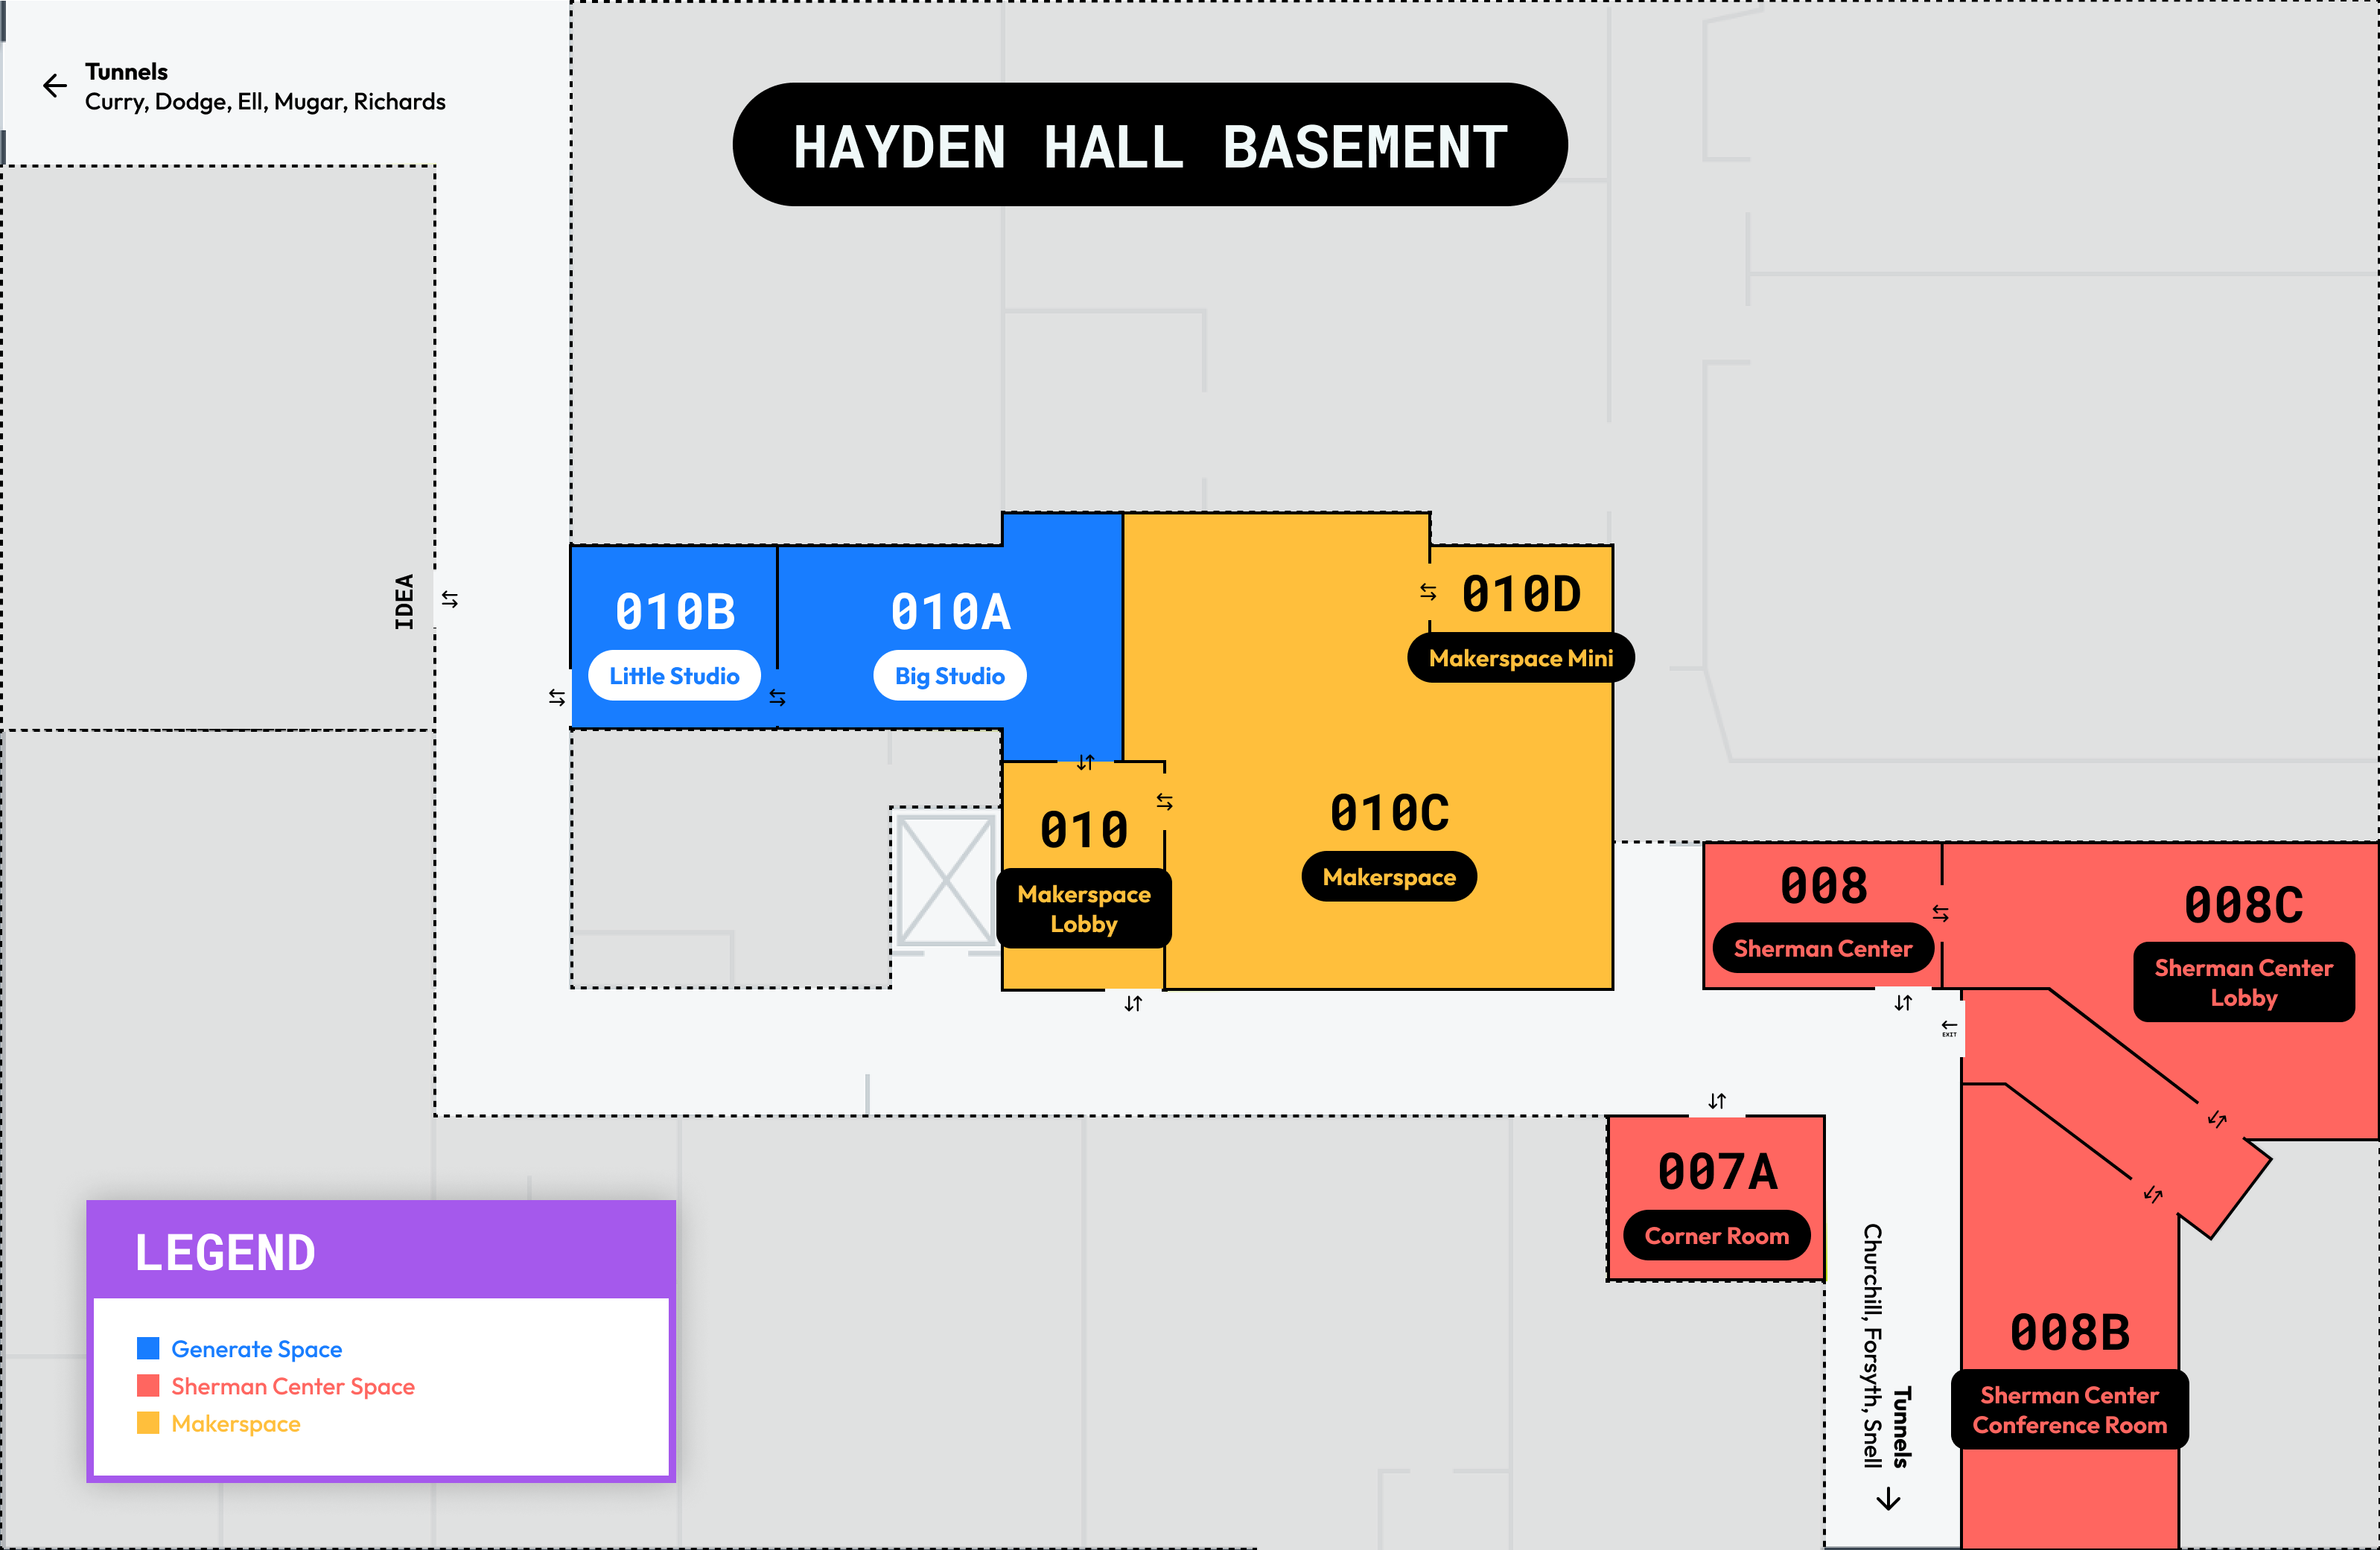 Tunnels
Curry, Dodge, Ell, Mugar, Richards
HAYDEN HALL BASEMENT
IDEA
010B
Little Studio
010A
Big Studio
010D
Makerspace Mini
010
Makerspace
Lobby
010C
Makerspace
008
Sherman Center
008C
Sherman Center
Lobby
EXIT
007A
Corner Room
Tunnels
Churchill, Forsyth, Snell
008B
Sherman Center
Conference Room
LEGEND
Generate Space
Sherman Center Space
Makerspace